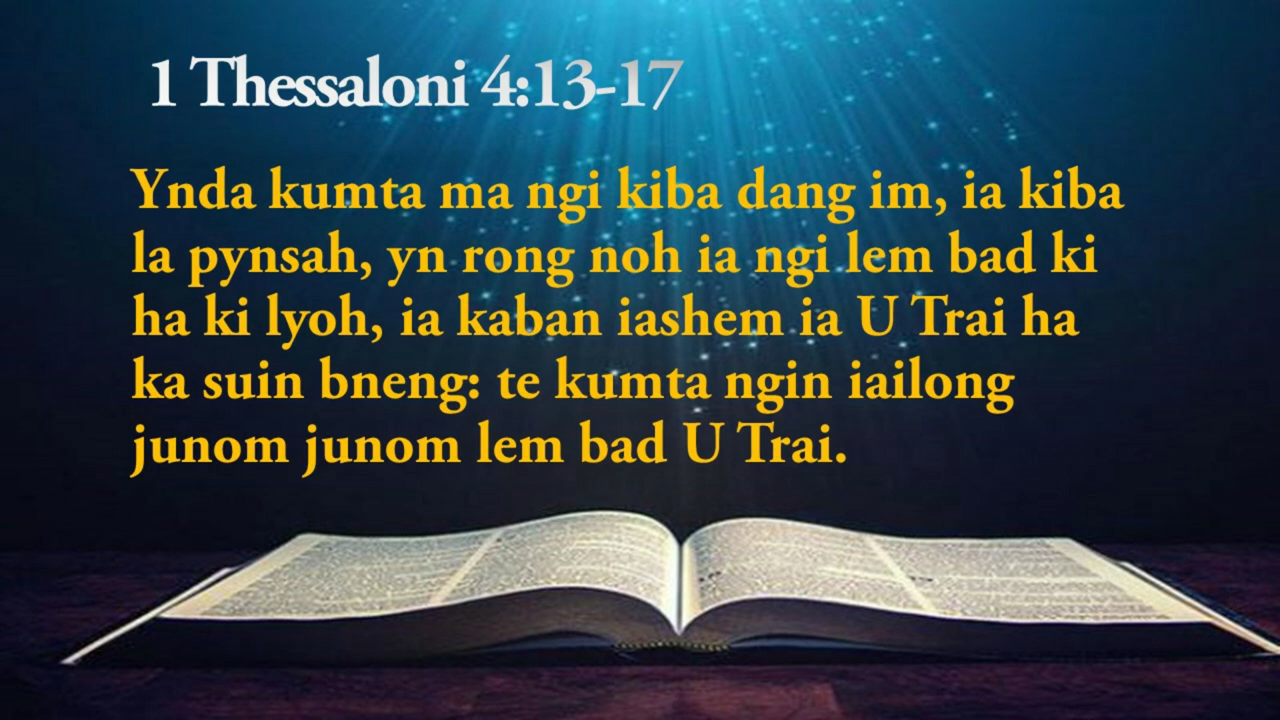 1 Thessaloni 4:13-17
Ynda kumta ma ngi kiba dang im, ia kiba
la pynsah, yn rong noh ia ngi lem bad ki
ha ki lyoh, ia kaban iashem ia U Trai ha
ka suin bneng: te kumta ngin iailong
junom junom lem bad U Trai.